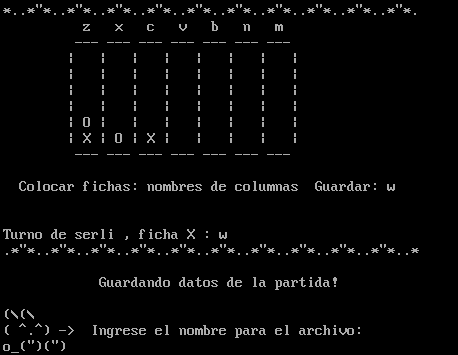 *..*"*..*"*..*"*..*"*..*"*..*"*..*"*..*"*..*"*..*"*.
z x c v b n m
--- --- --- --- --- --- ---
¦ ¦ ¦ ¦ ¦ ¦ ¦ ¦
¦ ¦ ¦ ¦ ¦ ¦ ¦ ¦
¦ ¦ ¦ ¦ ¦ ¦ ¦ ¦
¦ ¦ ¦ ¦ ¦ ¦ ¦ ¦
¦ O ¦ ¦ ¦ ¦ ¦ ¦ ¦
¦ X ¦ O ¦ X ¦ ¦ ¦ ¦ ¦
--- --- --- --- --- --- ---
Colocar fichas: nombres de columnas  Guardar: w
Turno de serli , ficha X : w
.*"*..*"*..*"*..*"*..*"*..*"*..*"*..*"*..*"*..*"*..*
Guardando datos de la partida!
(\(\
( ^.^) -> Ingrese el nombre para el archivo:
o_(")(")